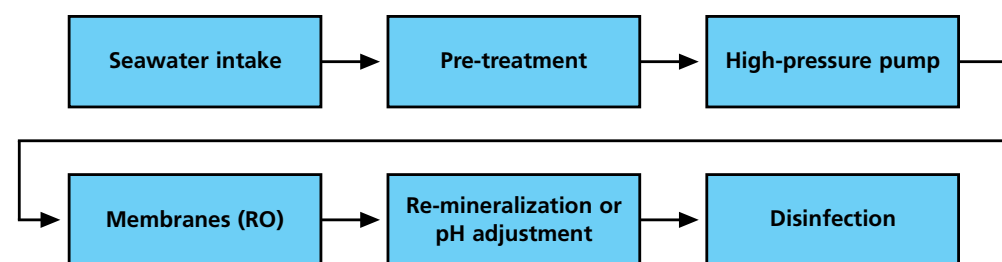 Seawater intake
Pre-treatment
High-pressure pump
Membranes (RO)
Re-mineralization or
pH adjustment
Disinfection